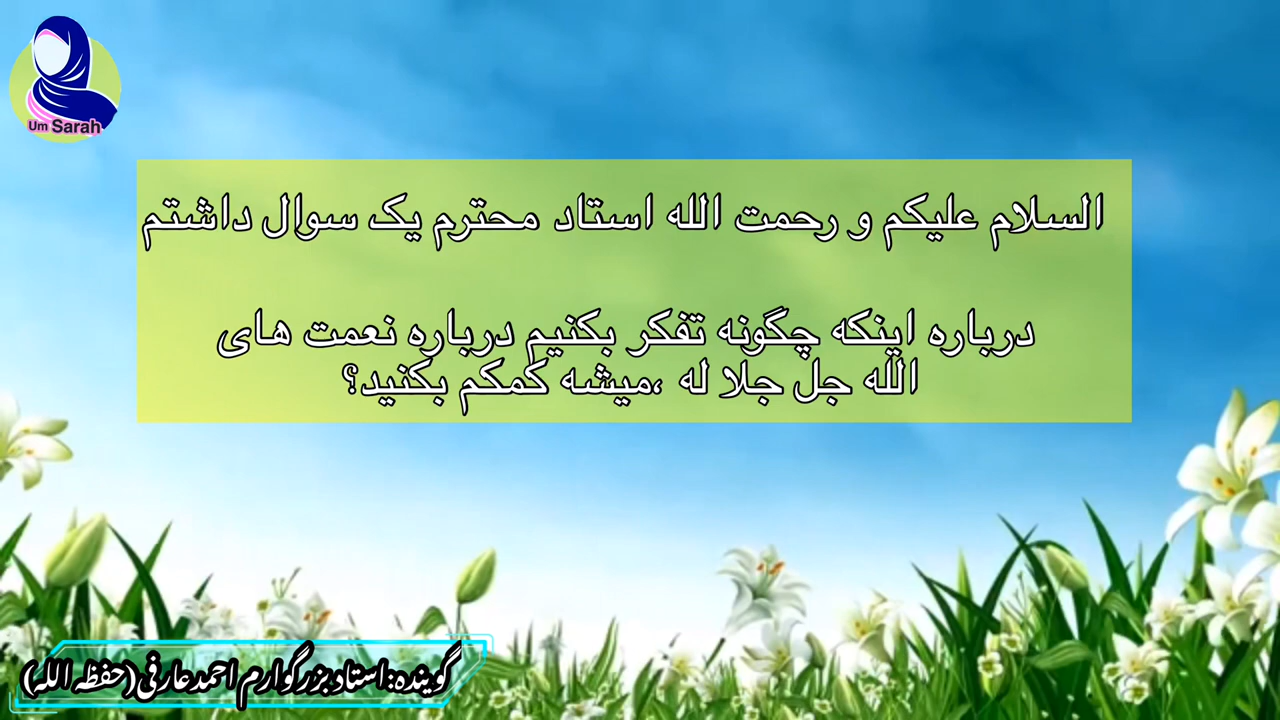 Um Sarah
السلام علیکم و رحمت الله استاد محترم یک سوال داشتم
درباره اینکه چگونه تفکر بکنیم درباره نعمت های
الله جل جلا له ،میشه کمکم بکنید؟
گوینده: استاد بزرگوارم احمد عارفی (حفظه الله)